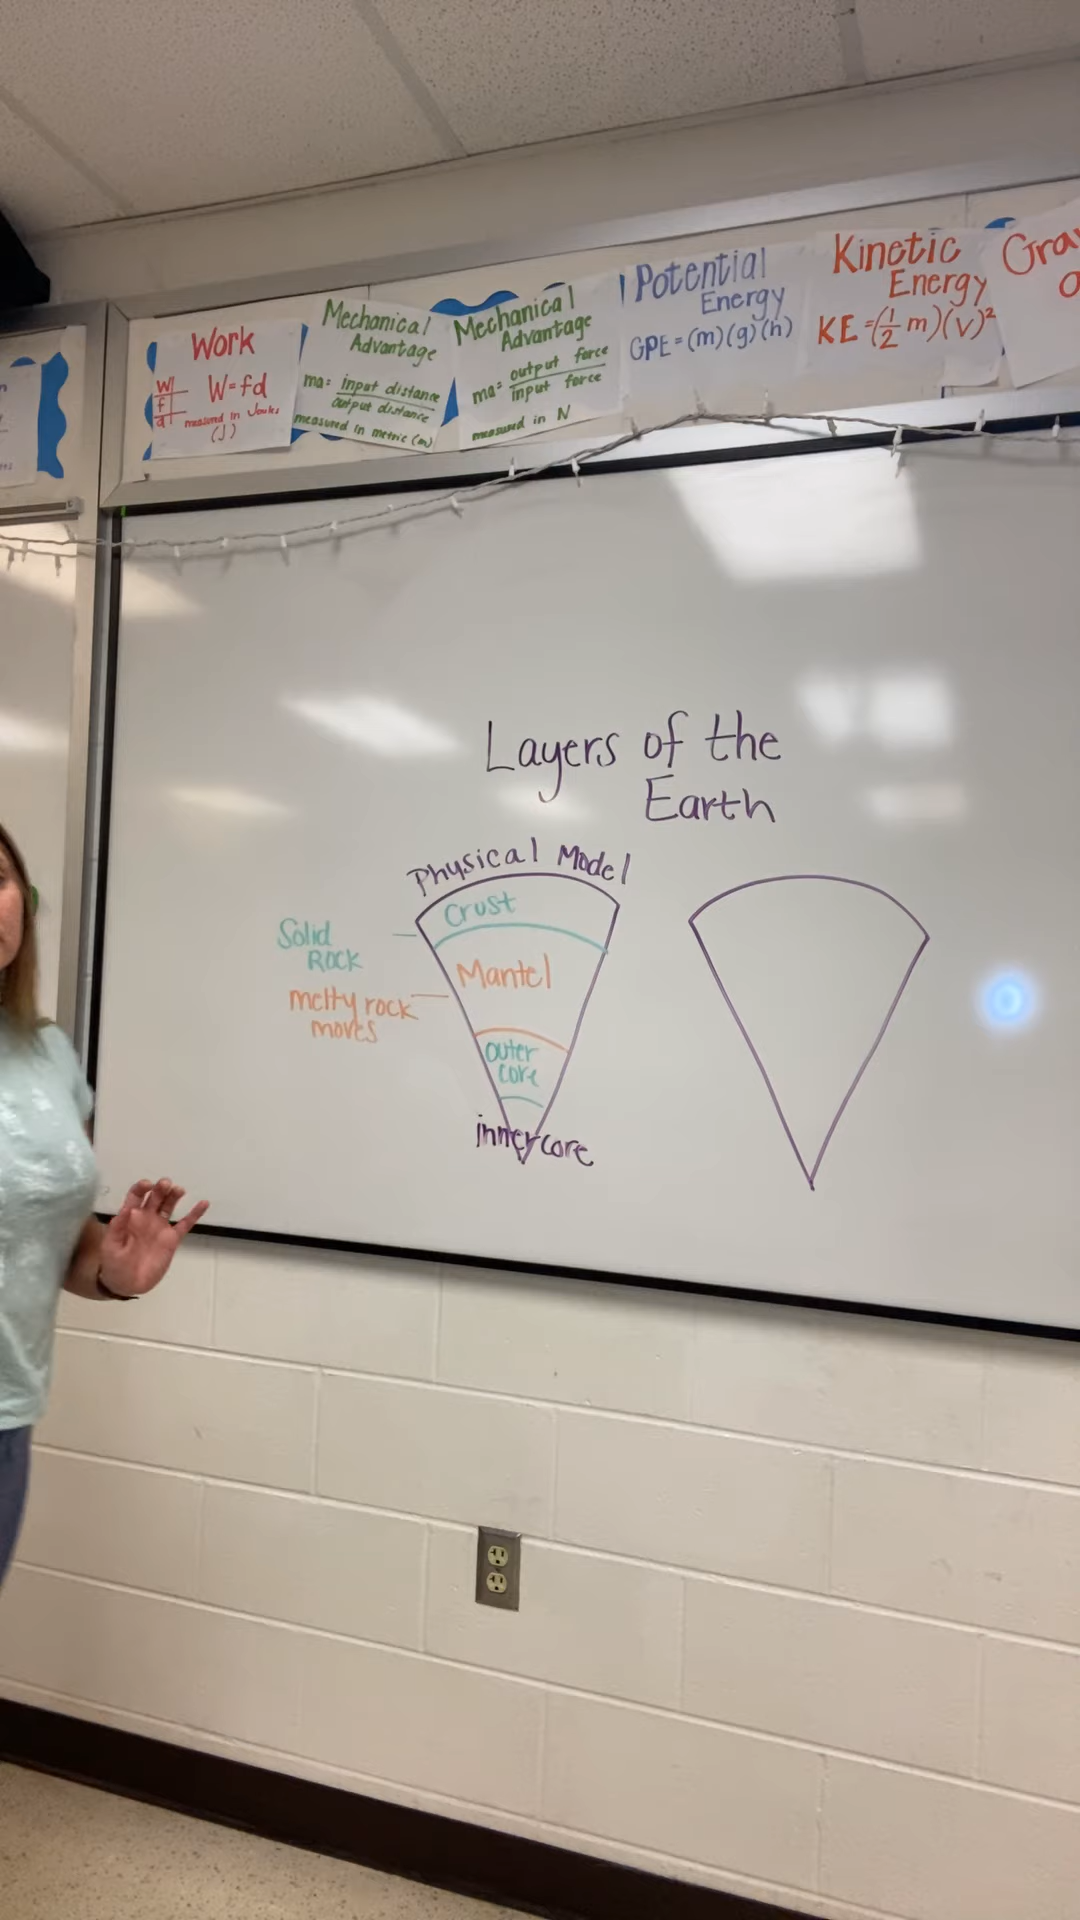 Work
W
f
d
W=fd
measured in Joules
(J)
Mechanical
Advantage
ma= input distance
output distance
measured in metric (m)
Mechanical
Advantage
ma= output force
input force
measured in N
Potential
Energy
GPE=(m)(g)(h)
Kinetic
Energy
KE=(½m)(v)²
Layers of the
Earth
Physical Model
Crust
Solid
Rock
Mantel
melty rock
moves
outer
core
inner core